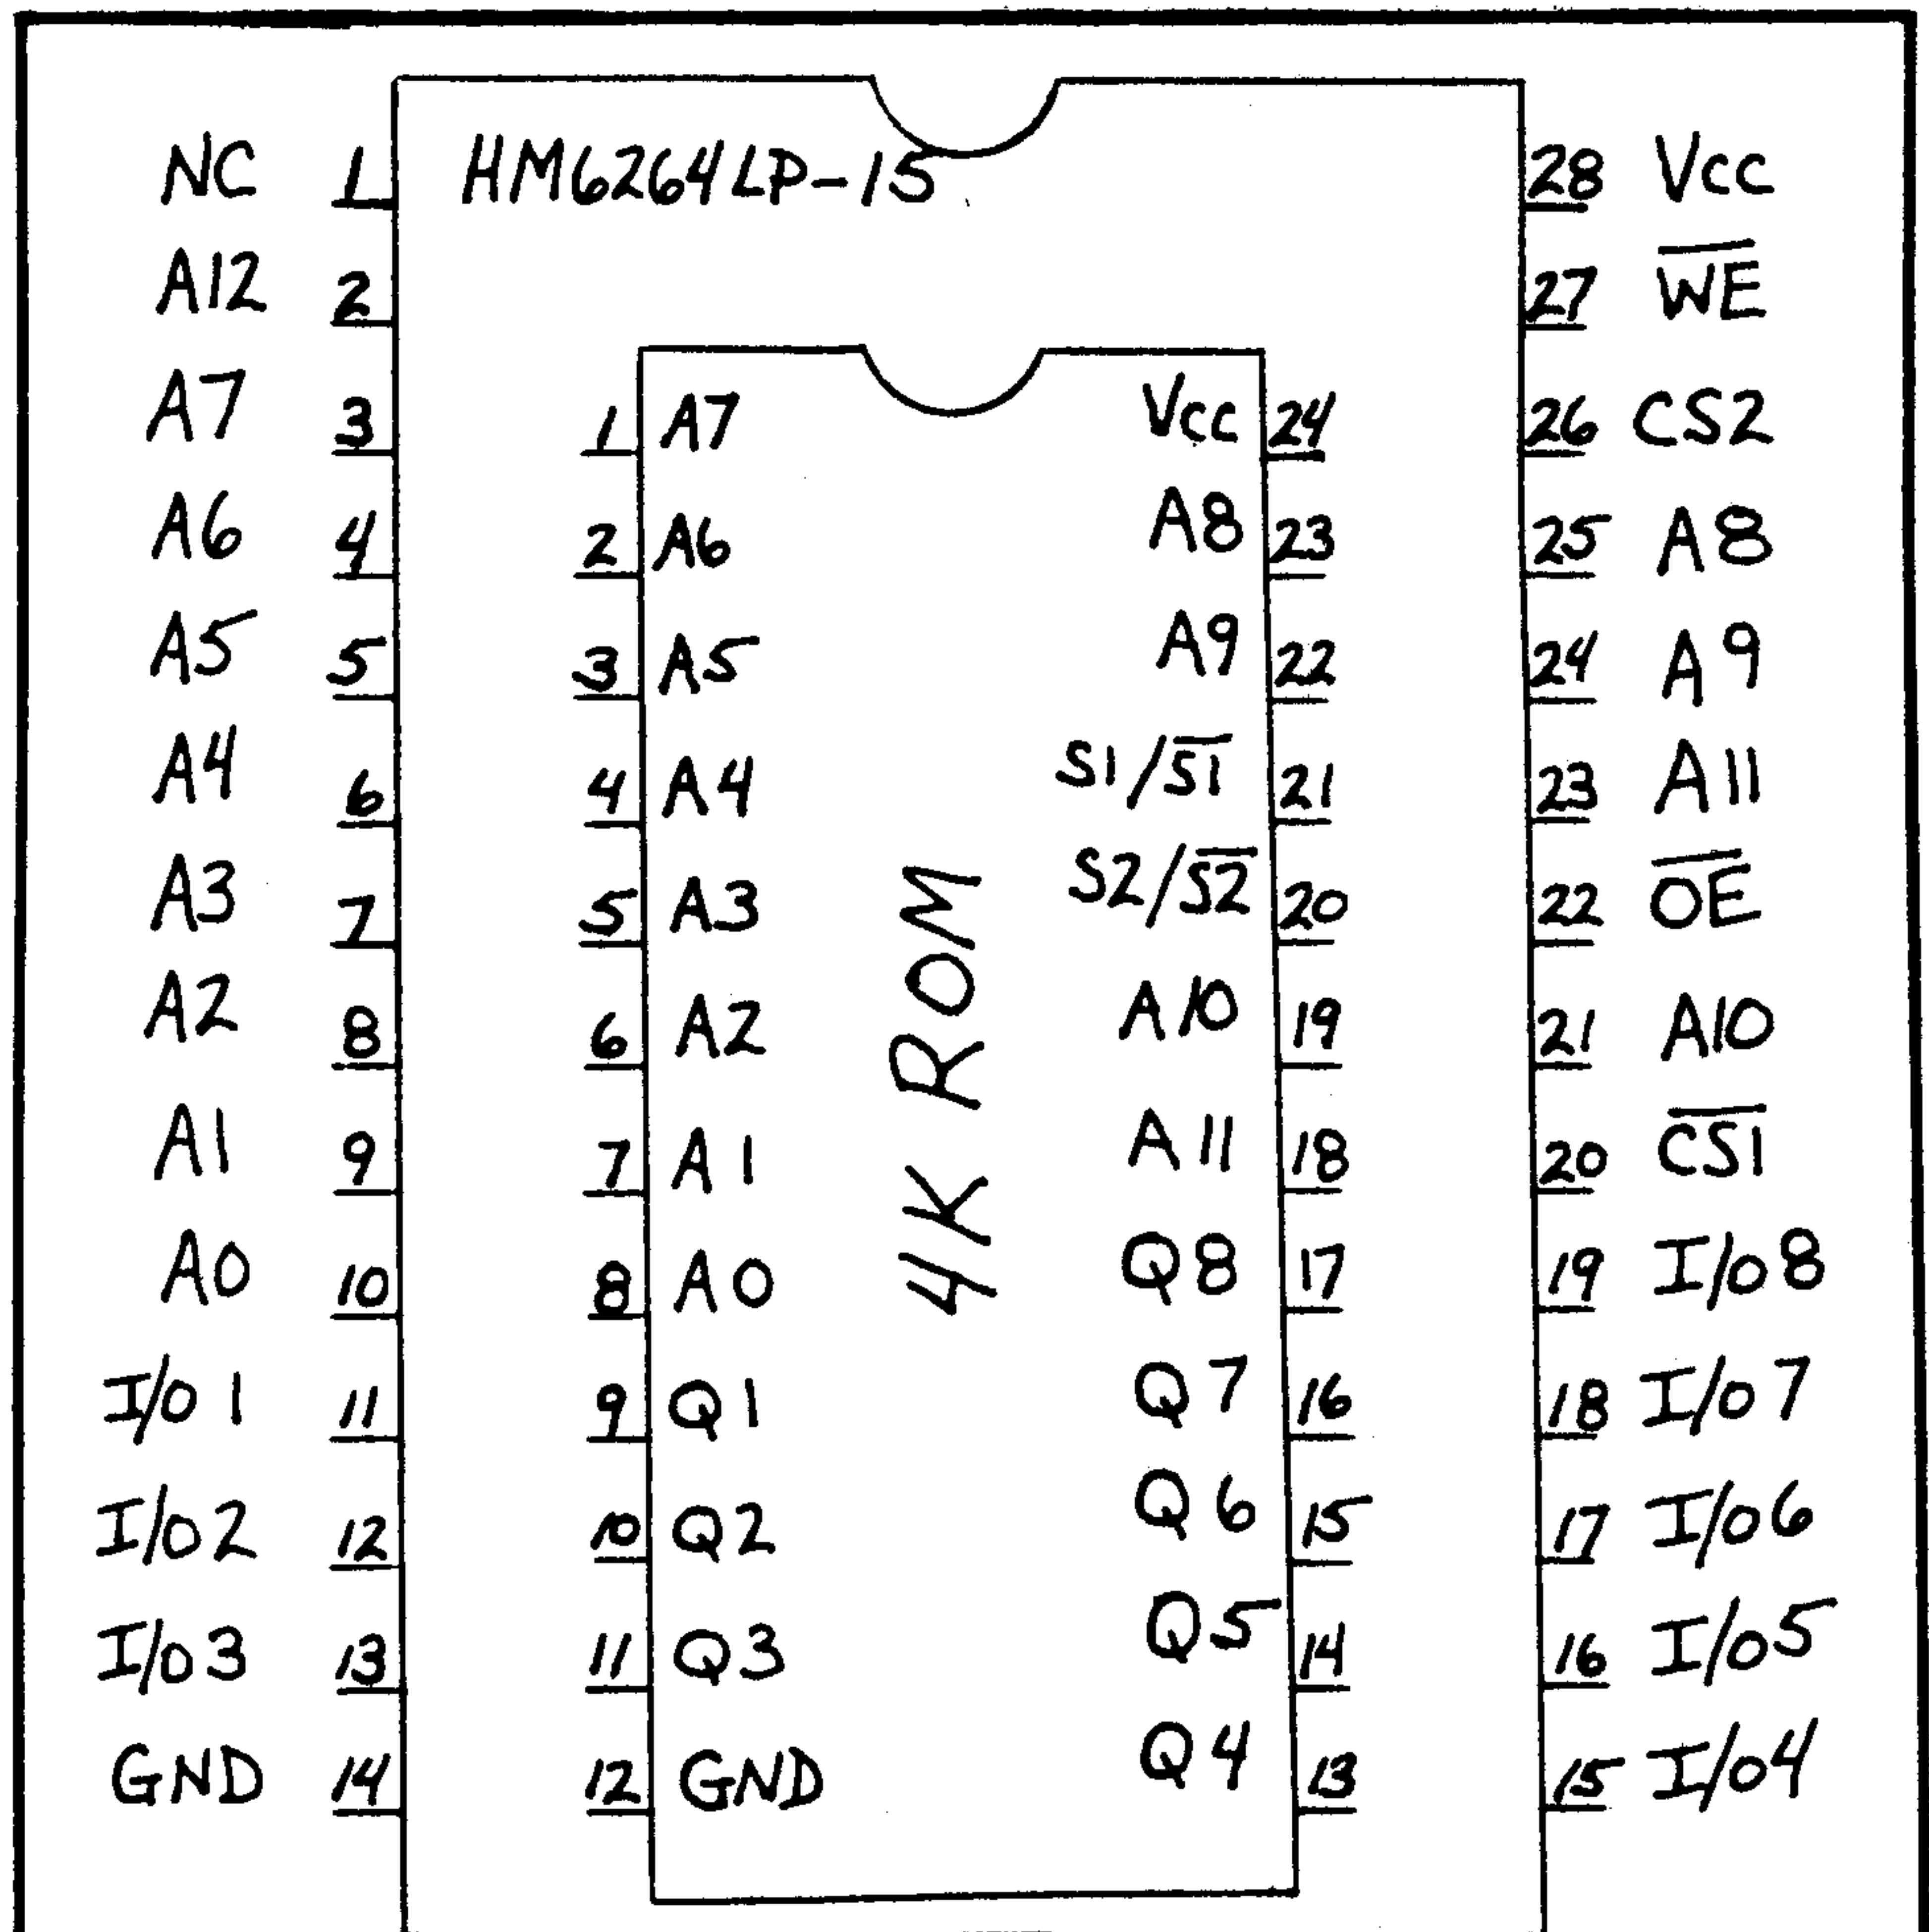 NC 1 HM6264LP-15 28 Vcc
A12 2 27 W̅E̅
A7 3 1 A7 Vcc 24 26 CS2
A6 4 2 A6 A8 23 25 A8
A5 5 3 A5 A9 22 24 A9
A4 6 4 A4 S1/S̅1̅ 21 23 A11
A3 7 5 A3 S2/S̅2̅ 20 22 O̅E̅
A2 8 6 A2 A10 19 21 A10
A1 9 7 A1 A11 18 20 C̅S̅1̅
A0 10 8 A0 Q8 17 19 I/O8
I/O1 11 9 Q1 Q7 16 18 I/O7
I/O2 12 10 Q2 Q6 15 17 I/O6
I/O3 13 11 Q3 Q5 14 16 I/O5
GND 14 12 GND Q4 13 15 I/O4
4K ROM